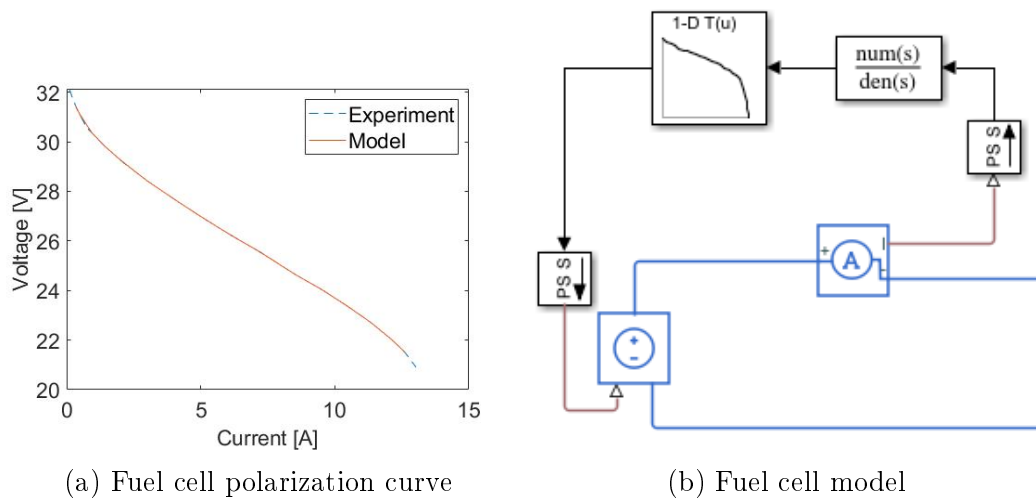 32
30
28
26
24
22
20
Voltage [V]
0
5
10
15
Current [A]
Experiment
Model
(a) Fuel cell polarization curve
1-D T(u)
num(s)
den(s)
PS S
PS S
+
A
I
-
+
-
(b) Fuel cell model